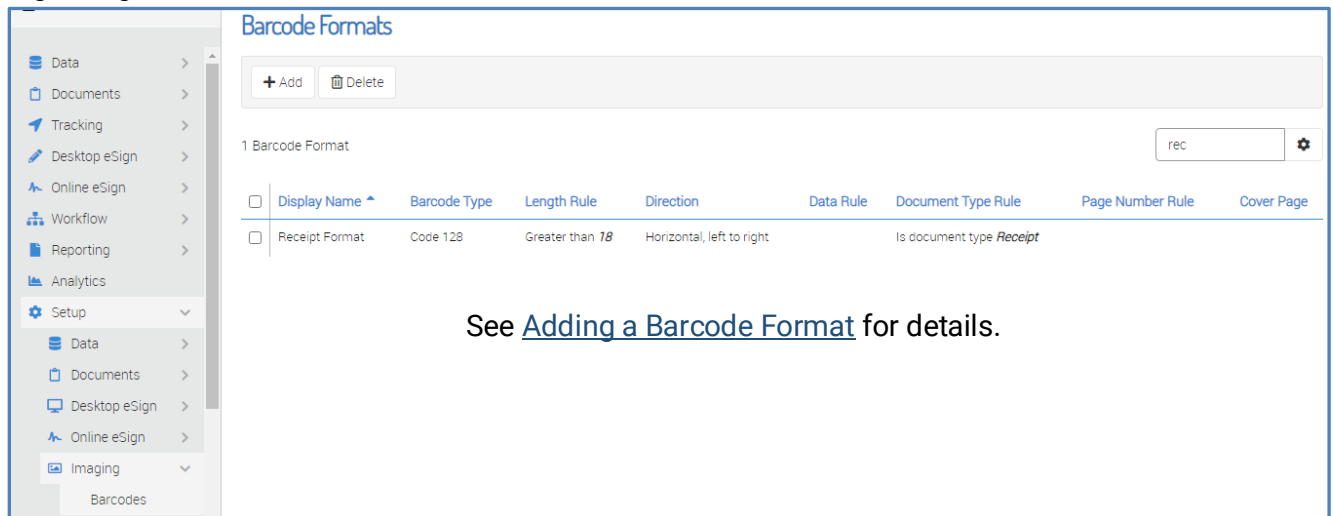 Barcode Formats
Data
Documents
Tracking
Desktop eSign
Online eSign
Workflow
Reporting
Analytics
Setup
Data
Documents
Desktop eSign
Online eSign
Imaging
Barcodes
+ Add Delete
1 Barcode Format rec
Display Name Barcode Type Length Rule Direction Data Rule Document Type Rule Page Number Rule Cover Page
Receipt Format Code 128 Greater than 18 Horizontal, left to right Is document type Receipt
See Adding a Barcode Format for details.